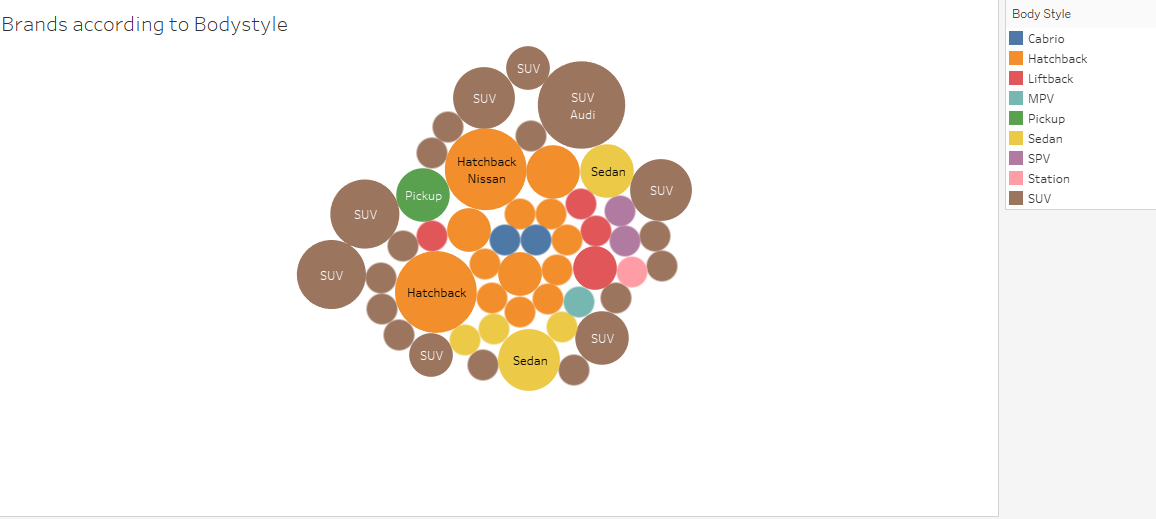 Brands according to Bodystyle
Body Style
Cabrio
Hatchback
Liftback
MPV
Pickup
Sedan
SPV
Station
SUV
SUV
SUV
SUV
Audi
Hatchback
Nissan
Sedan
SUV
Pickup
SUV
SUV
Hatchback
SUV
SUV
Sedan